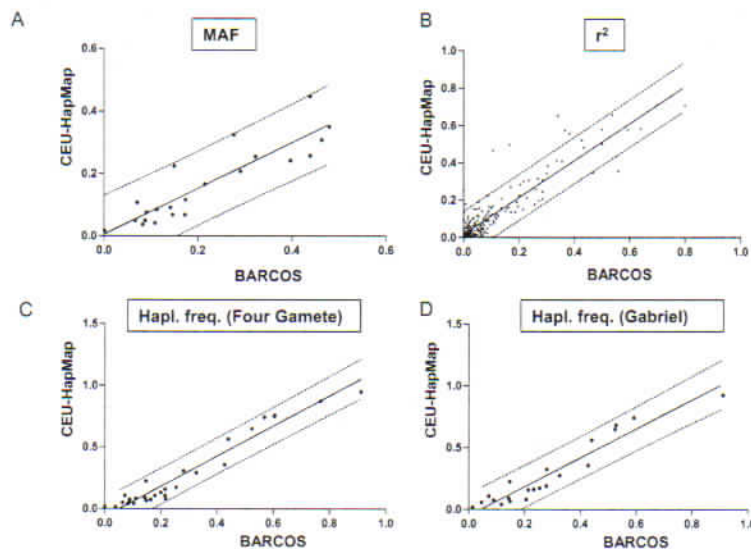 A
MAF
CEU-HapMap
0.6
0.4
0.2
0.0
0.0 0.2 0.4 0.6
BARCOS
B
r²
CEU-HapMap
1.0
0.8
0.6
0.4
0.2
0.0
0.0 0.2 0.4 0.6 0.8 1.0
BARCOS
C
Hapl. freq. (Four Gamete)
CEU-HapMap
1.5
1.0
0.5
0.0
0.0 0.2 0.4 0.6 0.8 1.0
BARCOS
D
Hapl. freq. (Gabriel)
CEU-HapMap
1.5
1.0
0.5
0.0
0.0 0.2 0.4 0.6 0.8 1.0
BARCOS